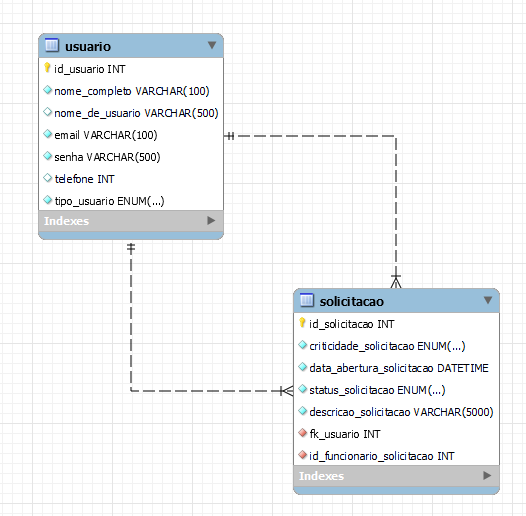 usuario
id_usuario INT
nome_completo VARCHAR(100)
nome_de_usuario VARCHAR(500)
email VARCHAR(100)
senha VARCHAR(500)
telefone INT
tipo_usuario ENUM(...)
Indexes
solicitacao
id_solicitacao INT
criticidade_solicitacao ENUM(...)
data_abertura_solicitacao DATETIME
status_solicitacao ENUM(...)
descricao_solicitacao VARCHAR(5000)
fk_usuario INT
id_funcionario_solicitacao INT
Indexes